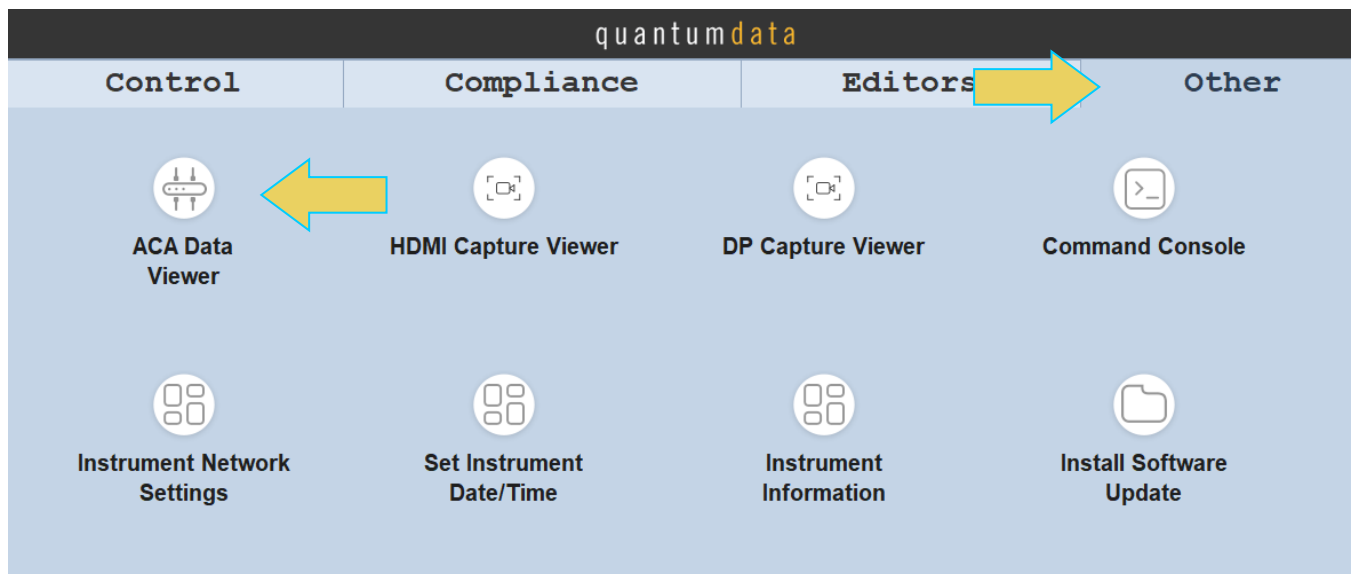 quantumdata
Control Compliance Editors Other
ACA Data
Viewer
HDMI Capture Viewer
DP Capture Viewer
Command Console
Instrument Network
Settings
Set Instrument
Date/Time
Instrument
Information
Install Software
Update